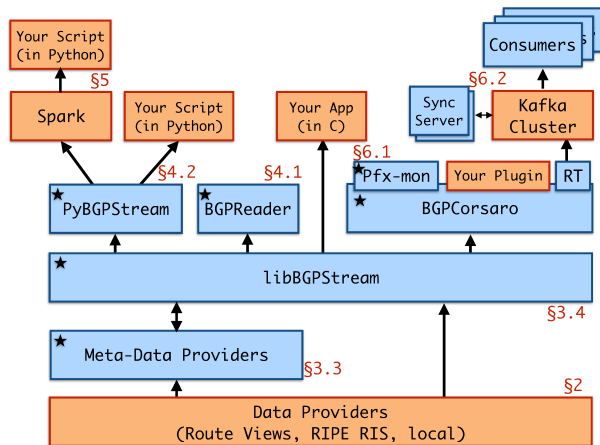 Your Script
(in Python)
§5
Spark
Your Script
(in Python)
§4.2
Your App
(in C)
§4.1
Consumers
§6.2
Sync
Server
Kafka
Cluster
§6.1
Pfx-mon
Your Plugin
RT
PyBGPStream
BGPReader
BGPCorsaro
libBGPStream
§3.4
Meta-Data Providers
§3.3
§2
Data Providers
(Route Views, RIPE RIS, local)